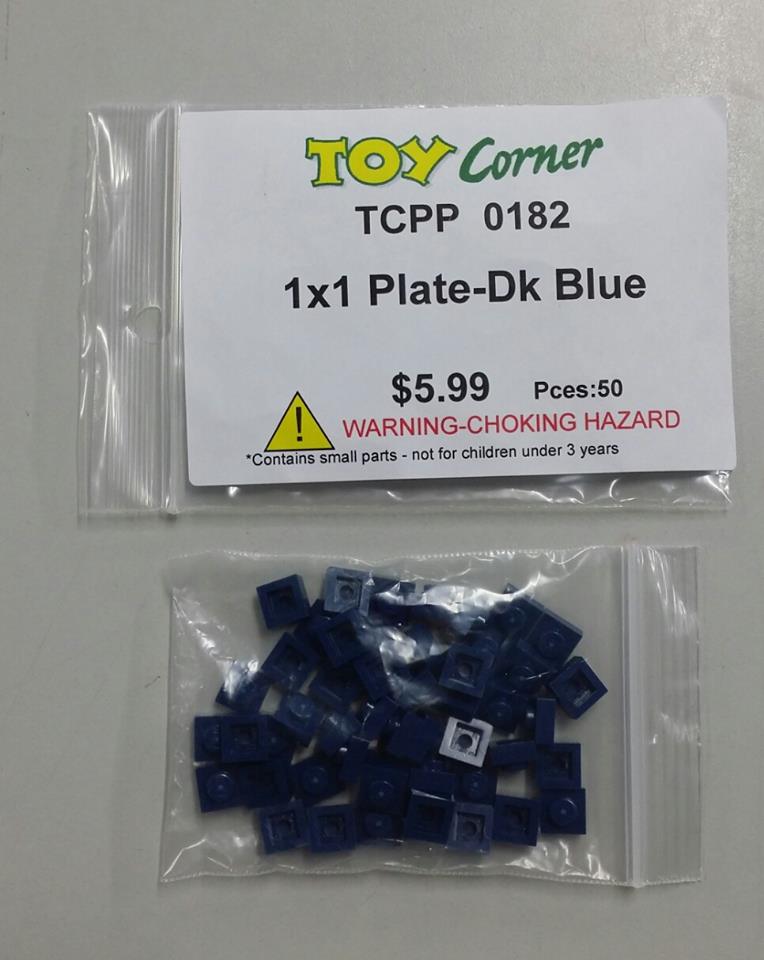 TOY Corner
TCPP 0182
1x1 Plate-Dk Blue
$5.99 Pces:50
! WARNING-CHOKING HAZARD
*Contains small parts - not for children under 3 years